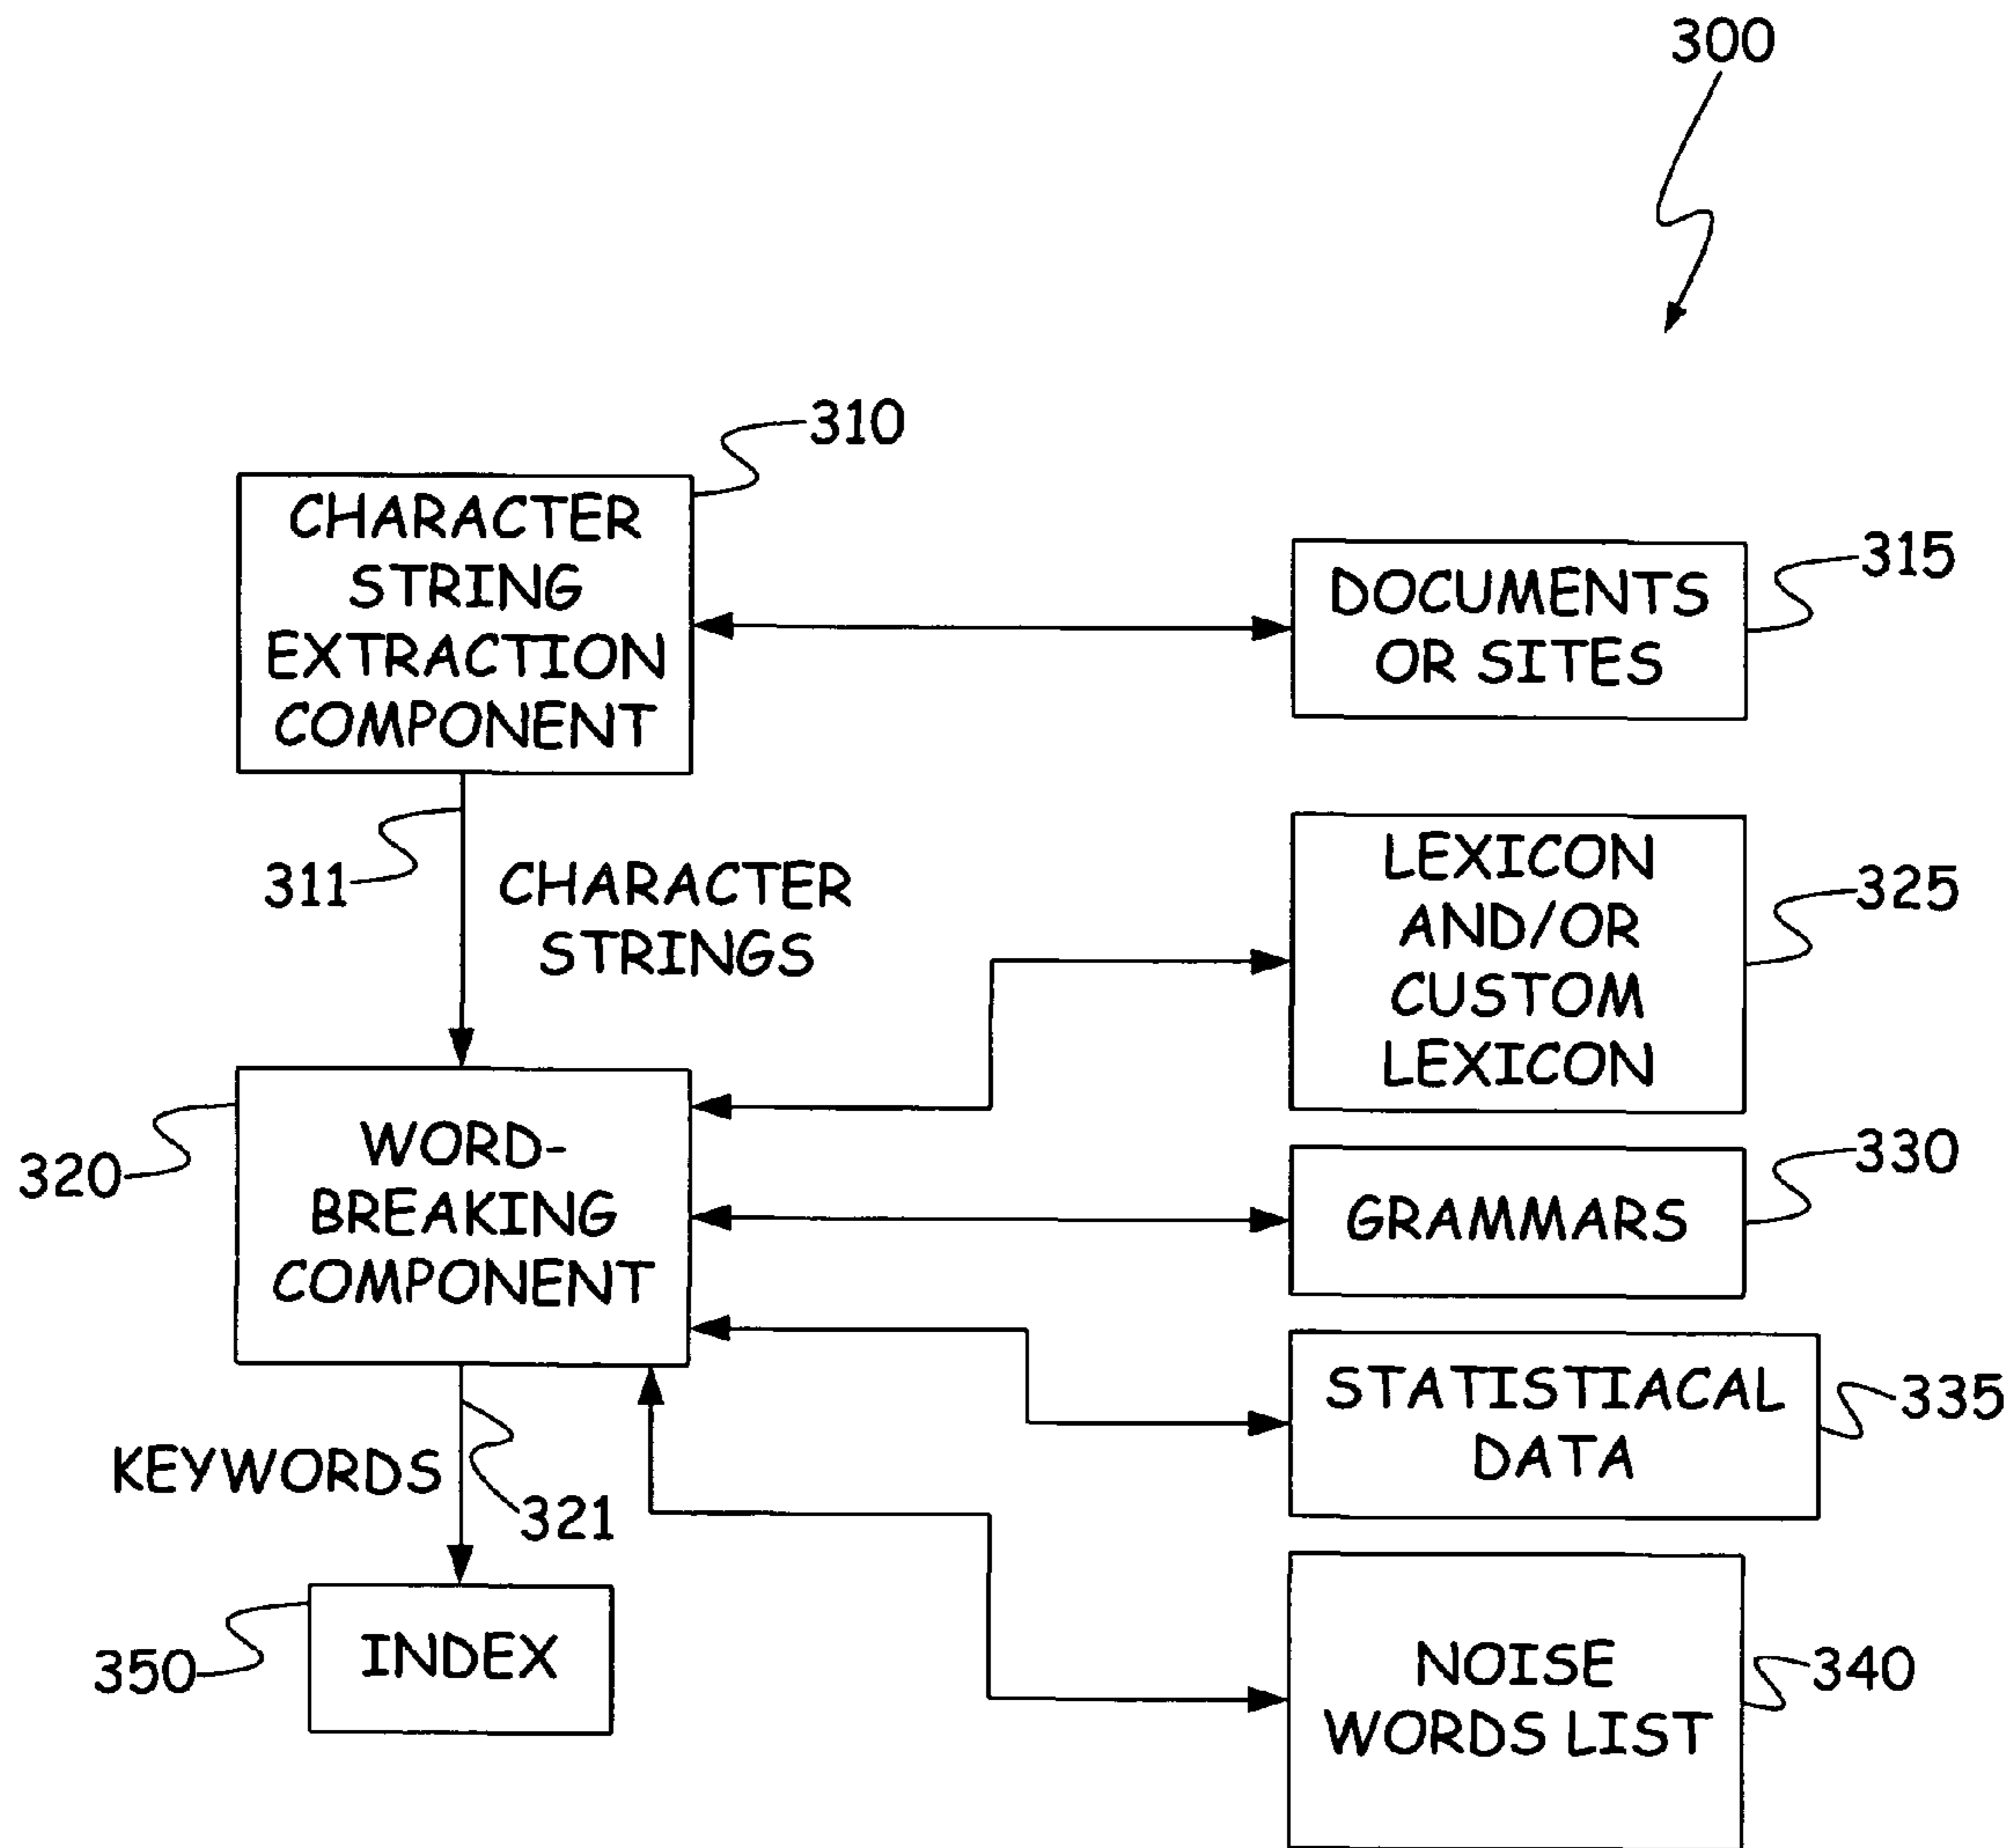 300
310
CHARACTER
STRING
EXTRACTION
COMPONENT
315
DOCUMENTS
OR SITES
311
CHARACTER
STRINGS
325
LEXICON
AND/OR
CUSTOM
LEXICON
320
WORD-
BREAKING
COMPONENT
330
GRAMMARS
335
STATISTIACAL
DATA
KEYWORDS
321
350
INDEX
340
NOISE
WORDS LIST